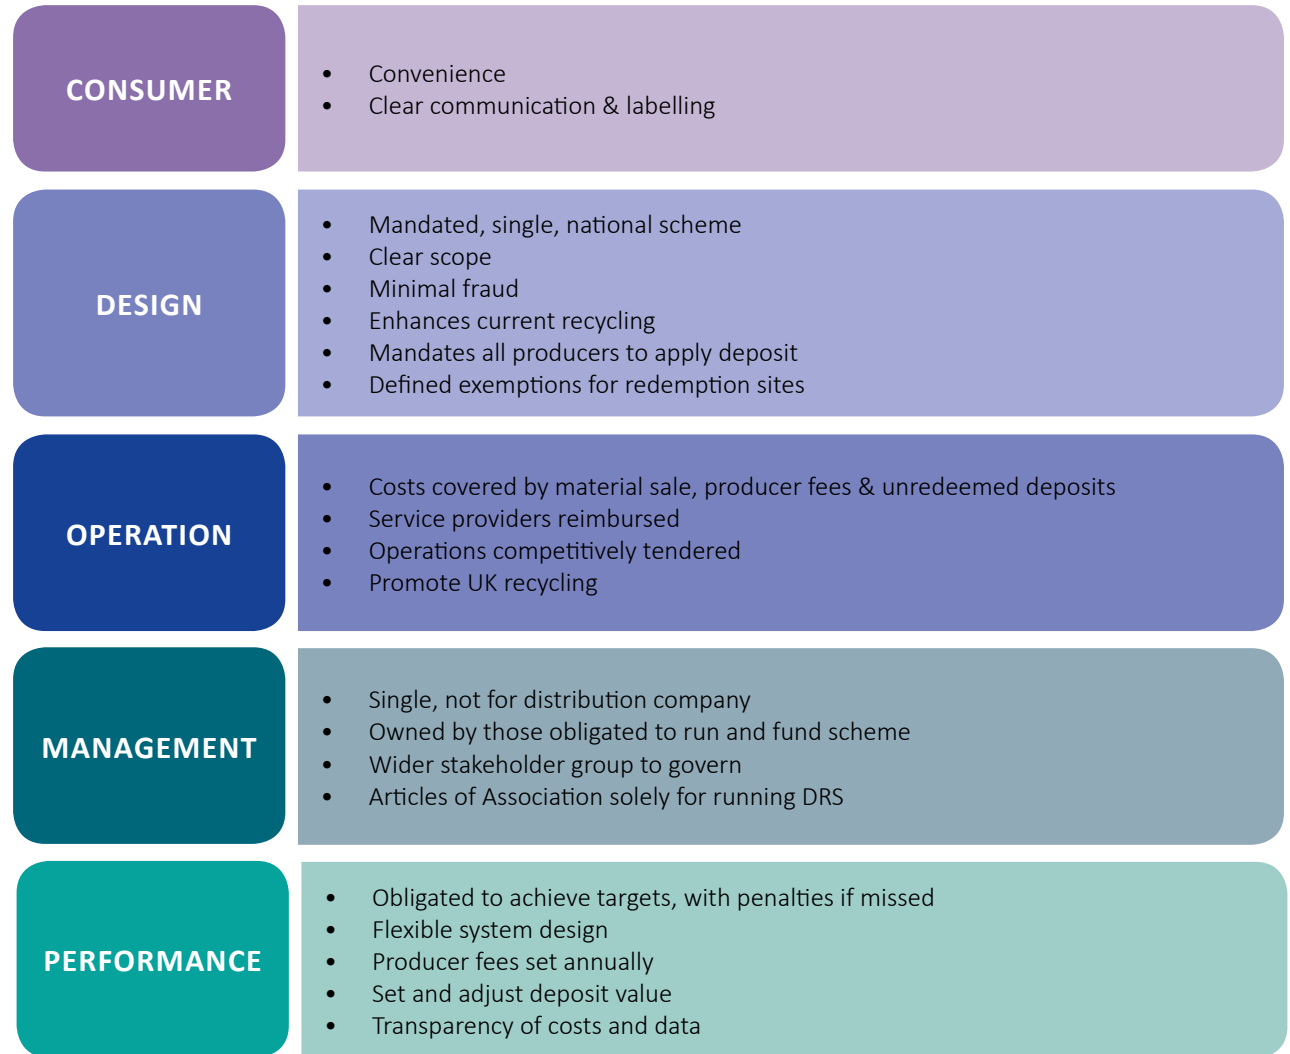 CONSUMER
• Convenience
• Clear communication & labelling
DESIGN
• Mandated, single, national scheme
• Clear scope
• Minimal fraud
• Enhances current recycling
• Mandates all producers to apply deposit
• Defined exemptions for redemption sites
OPERATION
• Costs covered by material sale, producer fees & unredeemed deposits
• Service providers reimbursed
• Operations competitively tendered
• Promote UK recycling
MANAGEMENT
• Single, not for distribution company
• Owned by those obligated to run and fund scheme
• Wider stakeholder group to govern
• Articles of Association solely for running DRS
PERFORMANCE
• Obligated to achieve targets, with penalties if missed
• Flexible system design
• Producer fees set annually
• Set and adjust deposit value
• Transparency of costs and data